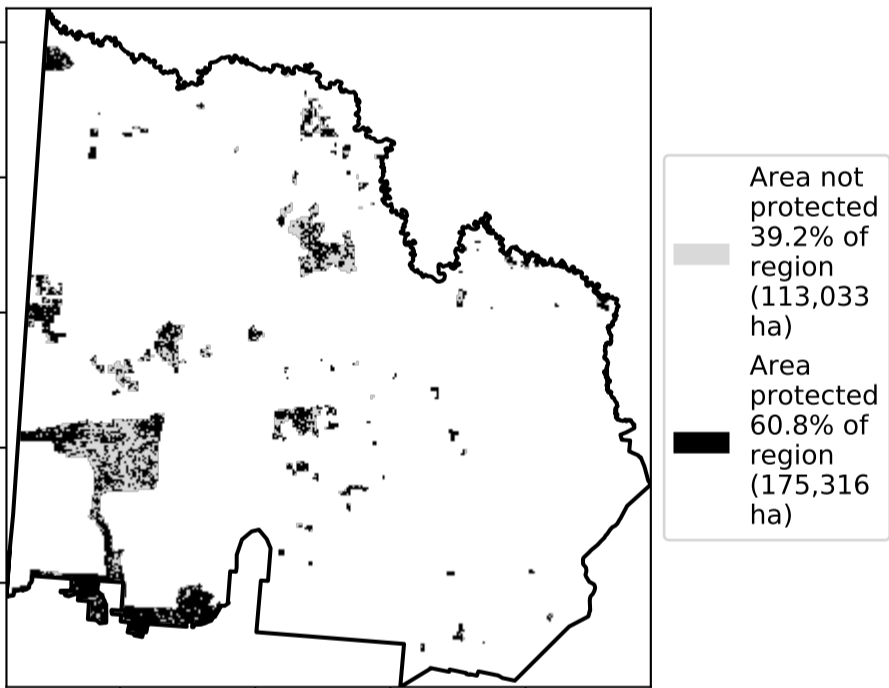 Area not
protected
39.2% of
region
(113,033
ha)
Area
protected
60.8% of
region
(175,316
ha)